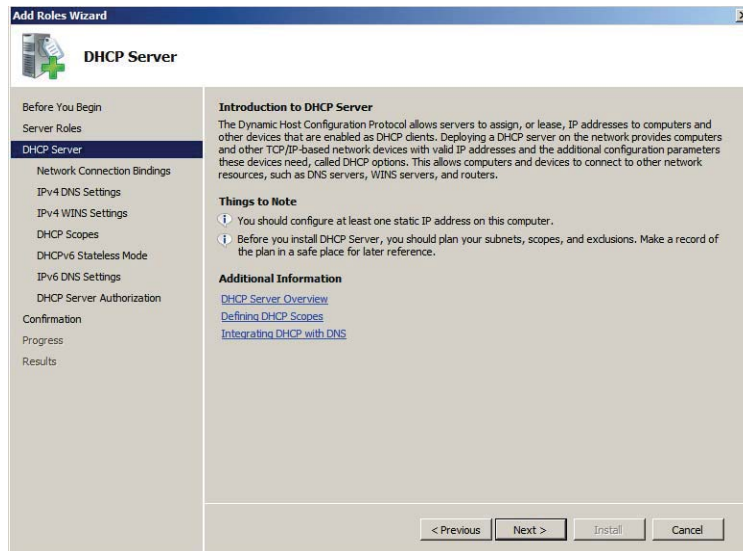 Add Roles Wizard
DHCP Server
Before You Begin
Server Roles
DHCP Server
Network Connection Bindings
IPv4 DNS Settings
IPv4 WINS Settings
DHCP Scopes
DHCPv6 Stateless Mode
IPv6 DNS Settings
DHCP Server Authorization
Confirmation
Progress
Results
Introduction to DHCP Server
The Dynamic Host Configuration Protocol allows servers to assign, or lease, IP addresses to computers and
other devices that are enabled as DHCP clients. Deploying a DHCP server on the network provides computers
and other TCP/IP-based network devices with valid IP addresses and the additional configuration parameters
these devices need, called DHCP options. This allows computers and devices to connect to other network
resources, such as DNS servers, WINS servers, and routers.
Things to Note
You should configure at least one static IP address on this computer.
Before you install DHCP Server, you should plan your subnets, scopes, and exclusions. Make a record of
the plan in a safe place for later reference.
Additional Information
DHCP Server Overview
Defining DHCP Scopes
Integrating DHCP with DNS
< Previous
Next >
Install
Cancel